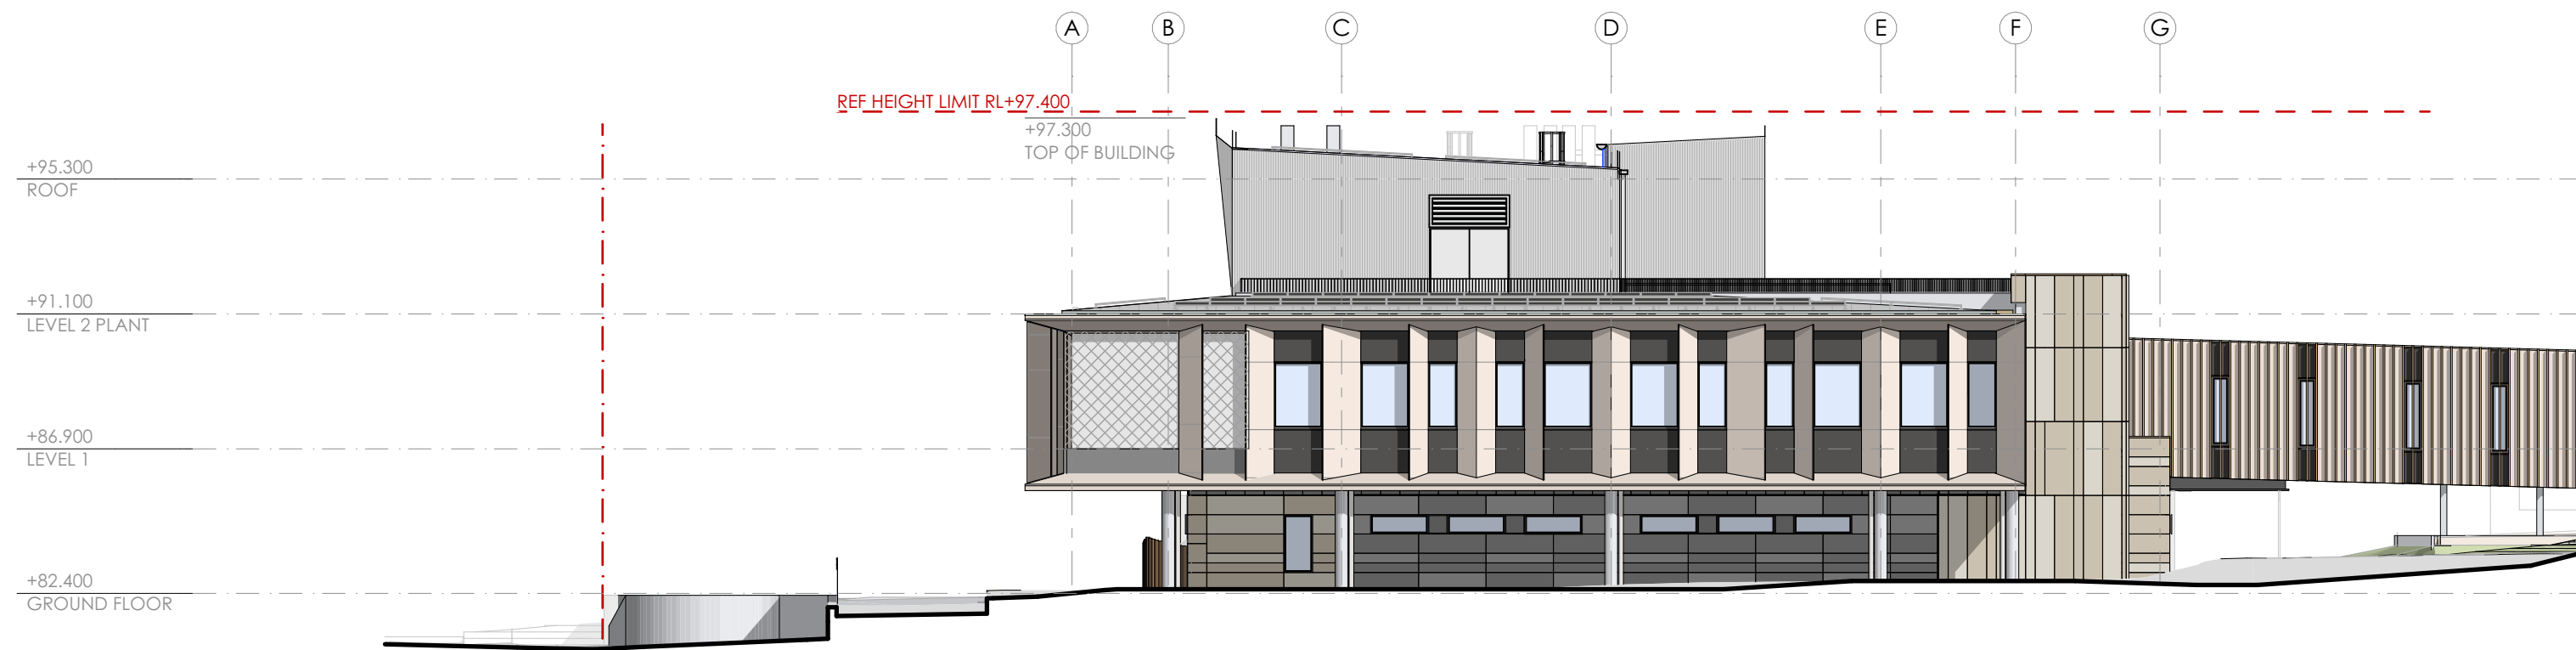 A B C D E F G
REF HEIGHT LIMIT RL+97.400
+97.300
TOP OF BUILDING
+95.300
ROOF
+91.100
LEVEL 2 PLANT
+86.900
LEVEL 1
+82.400
GROUND FLOOR